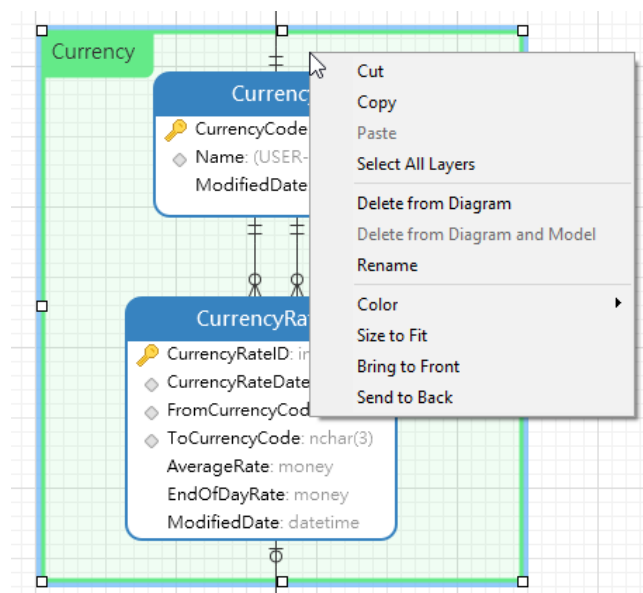 Currency
Currency
CurrencyCode
Name: (USER-
ModifiedDate
CurrencyRa
CurrencyRateID: in
CurrencyRateDate
FromCurrencyCod
ToCurrencyCode: nchar(3)
AverageRate: money
EndOfDayRate: money
ModifiedDate: datetime
Cut
Copy
Paste
Select All Layers
Delete from Diagram
Delete from Diagram and Model
Rename
Color
Size to Fit
Bring to Front
Send to Back